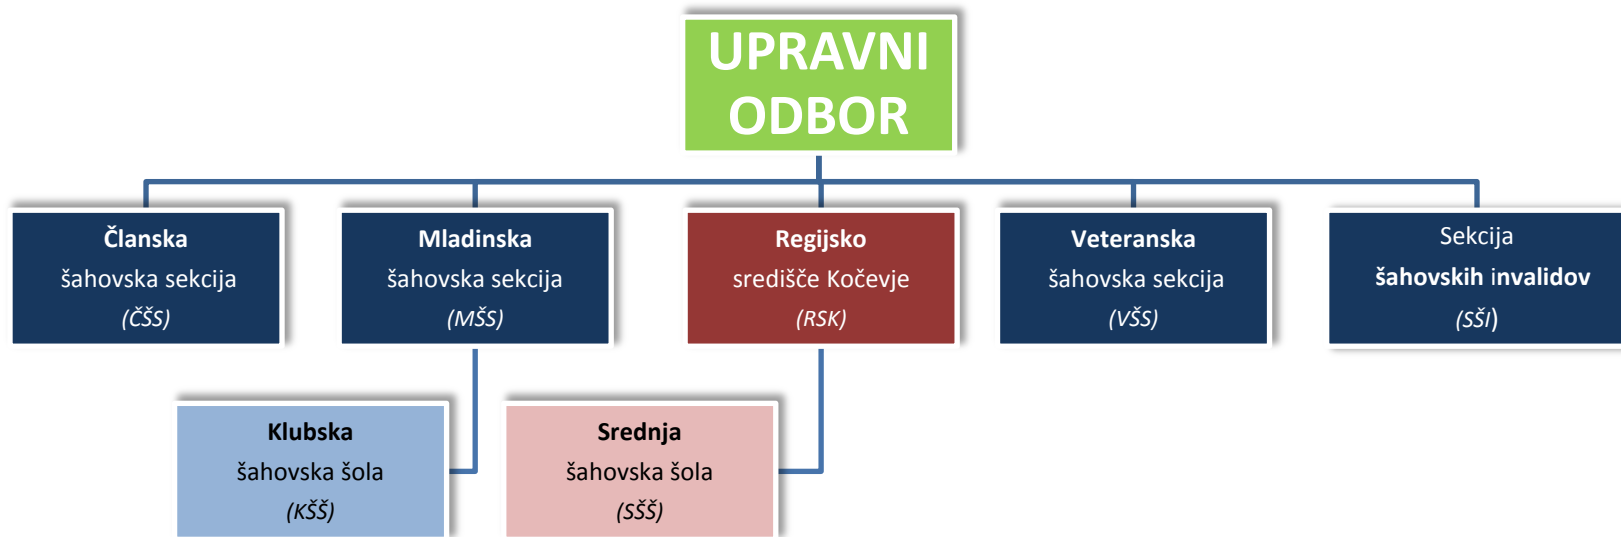 UPRAVNI
ODBOR
Članska
šahovska sekcija
(ČŠS)
Mladinska
šahovska sekcija
(MŠS)
Regijsko
središče Kočevje
(RSK)
Veteranska
šahovska sekcija
(VŠS)
Sekcija
šahovskih invalidov
(SŠI)
Klubska
šahovska šola
(KŠŠ)
Srednja
šahovska šola
(SŠŠ)